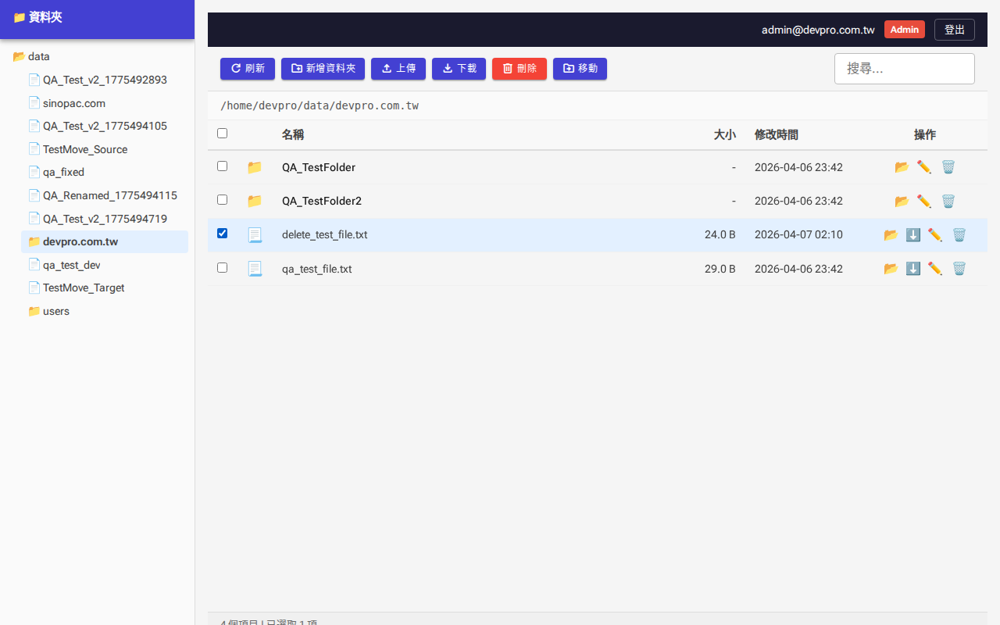 資料夾
data
QA_Test_v2_1775492893
sinopac.com
QA_Test_v2_1775494105
TestMove_Source
qa_fixed
QA_Renamed_1775494115
QA_Test_v2_1775494719
devpro.com.tw
qa_test_dev
TestMove_Target
users
admin@devpro.com.tw Admin 登出
刷新 新增資料夾 上傳 下載 刪除 移動 搜尋...
/home/devpro/data/devpro.com.tw
名稱 大小 修改時間 操作
QA_TestFolder - 2026-04-06 23:42
QA_TestFolder2 - 2026-04-06 23:42
delete_test_file.txt 24.0 B 2026-04-07 02:10
qa_test_file.txt 29.0 B 2026-04-06 23:42
4 個項目 | 已選取 1 項